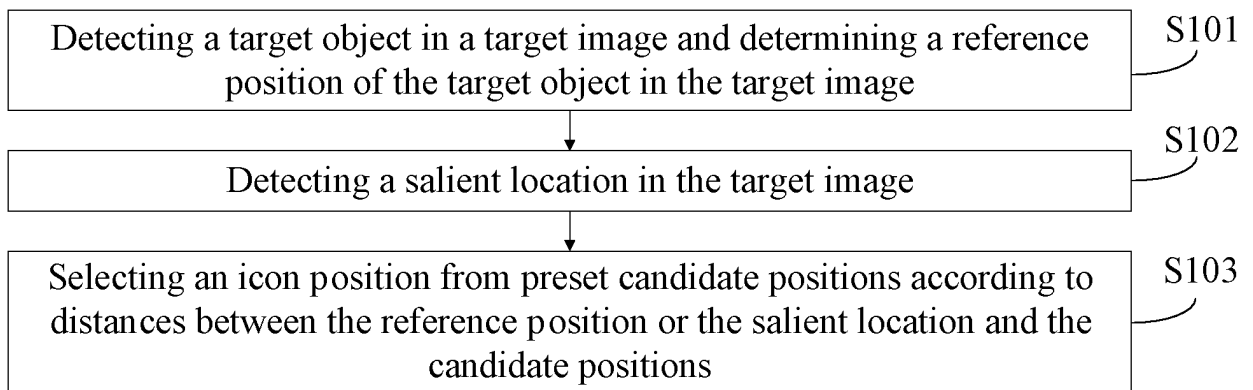 Detecting a target object in a target image and determining a reference
position of the target object in the target image
S101
Detecting a salient location in the target image
S102
Selecting an icon position from preset candidate positions according to
distances between the reference position or the salient location and the
candidate positions
S103